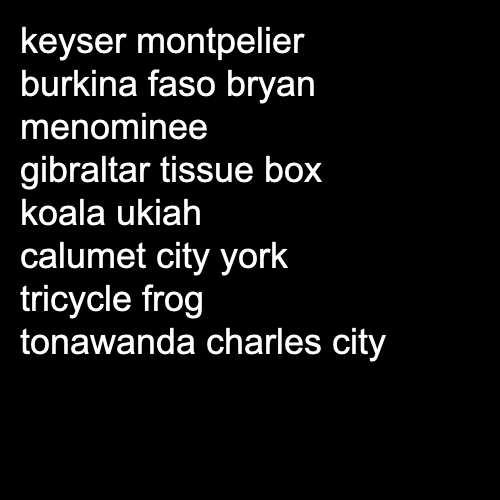 keyser montpelier
burkina faso bryan
menominee
gibraltar tissue box
koala ukiah
calumet city york
tricycle frog
tonawanda charles city